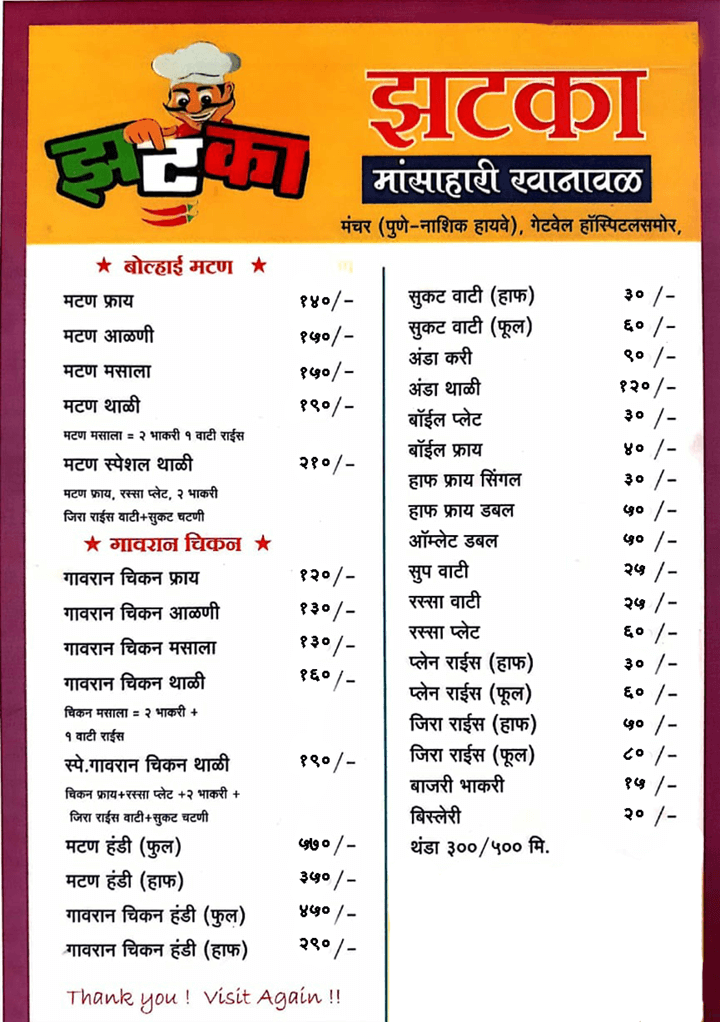 झटका
झटका
मांसाहारी खानावळ
मंचर (पुणे-नाशिक हायवे), गेटवेल हॉस्पिटलसमोर,
★ बोल्हाई मटण ★
मटण फ्राय १४०/-
मटण आळणी १५०/-
मटण मसाला १५०/-
मटण थाळी १९०/-
मटण मसाला = २ भाकरी १ वाटी राईस
मटण स्पेशल थाळी २१०/-
मटण फ्राय, रस्सा प्लेट, २ भाकरी
जिरा राईस वाटी+सुकट चटणी
★ गावरान चिकन ★
गावरान चिकन फ्राय १२०/-
गावरान चिकन आळणी १३०/-
गावरान चिकन मसाला १३०/-
गावरान चिकन थाळी १६०/-
चिकन मसाला = २ भाकरी +
१ वाटी राईस
स्पे.गावरान चिकन थाळी १९०/-
चिकन फ्राय+रस्सा प्लेट +२ भाकरी +
जिरा राईस वाटी+सुकट चटणी
मटण हंडी (फुल) ५७०/-
मटण हंडी (हाफ) ३५०/-
गावरान चिकन हंडी (फुल) ४५०/-
गावरान चिकन हंडी (हाफ) २९०/-
Thank you ! Visit Again !!
सुकट वाटी (हाफ) ३० /-
सुकट वाटी (फूल) ६० /-
अंडा करी ९० /-
अंडा थाळी १२०/-
बॉईल प्लेट ३० /-
बॉईल फ्राय ४० /-
हाफ फ्राय सिंगल ३० /-
हाफ फ्राय डबल ५० /-
ऑम्लेट डबल ५० /-
सुप वाटी २५ /-
रस्सा वाटी २५ /-
रस्सा प्लेट ६० /-
प्लेन राईस (हाफ) ३० /-
प्लेन राईस (फूल) ६० /-
जिरा राईस (हाफ) ५० /-
जिरा राईस (फूल) ८० /-
बाजरी भाकरी १५ /-
बिस्लेरी २० /-
थंडा ३००/५०० मि.